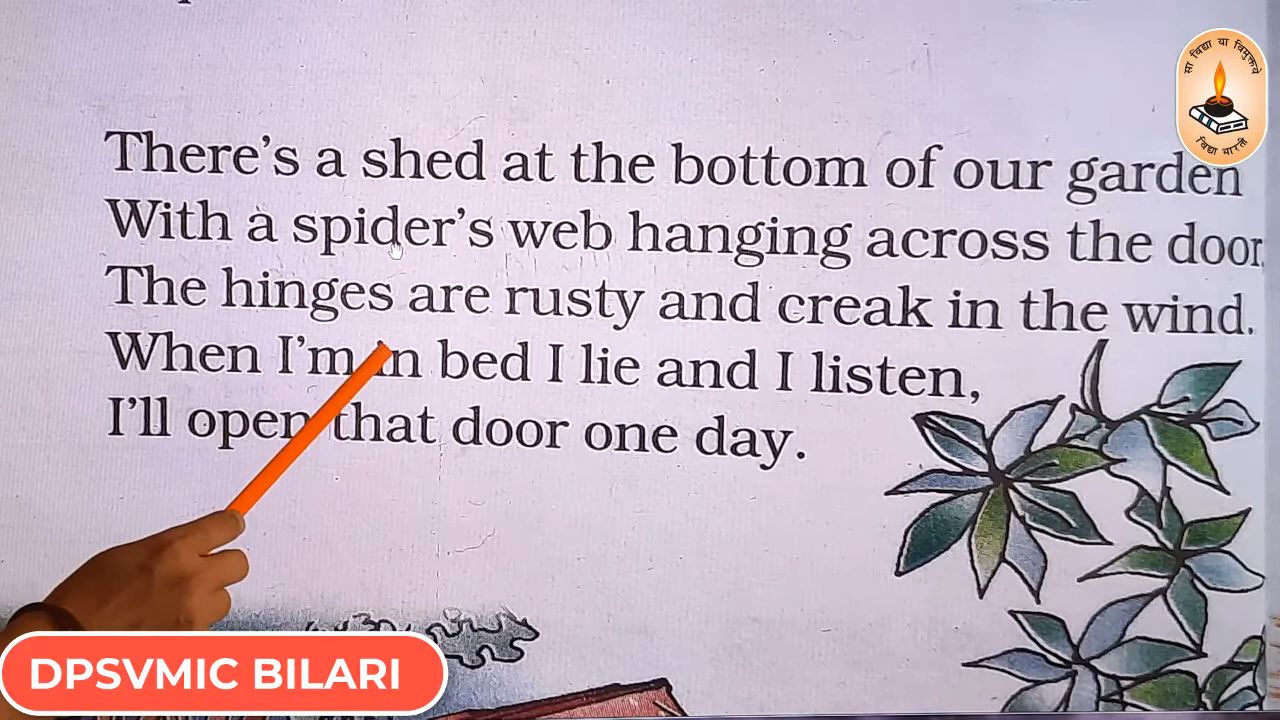 There's a shed at the bottom of our garden
With a spider's web hanging across the door
The hinges are rusty and creak in the wind.
When I'm in bed I lie and I listen,
I'll open that door one day.
सा विद्या या विमुक्तये
विद्या भारती
DPSVMIC BILARI